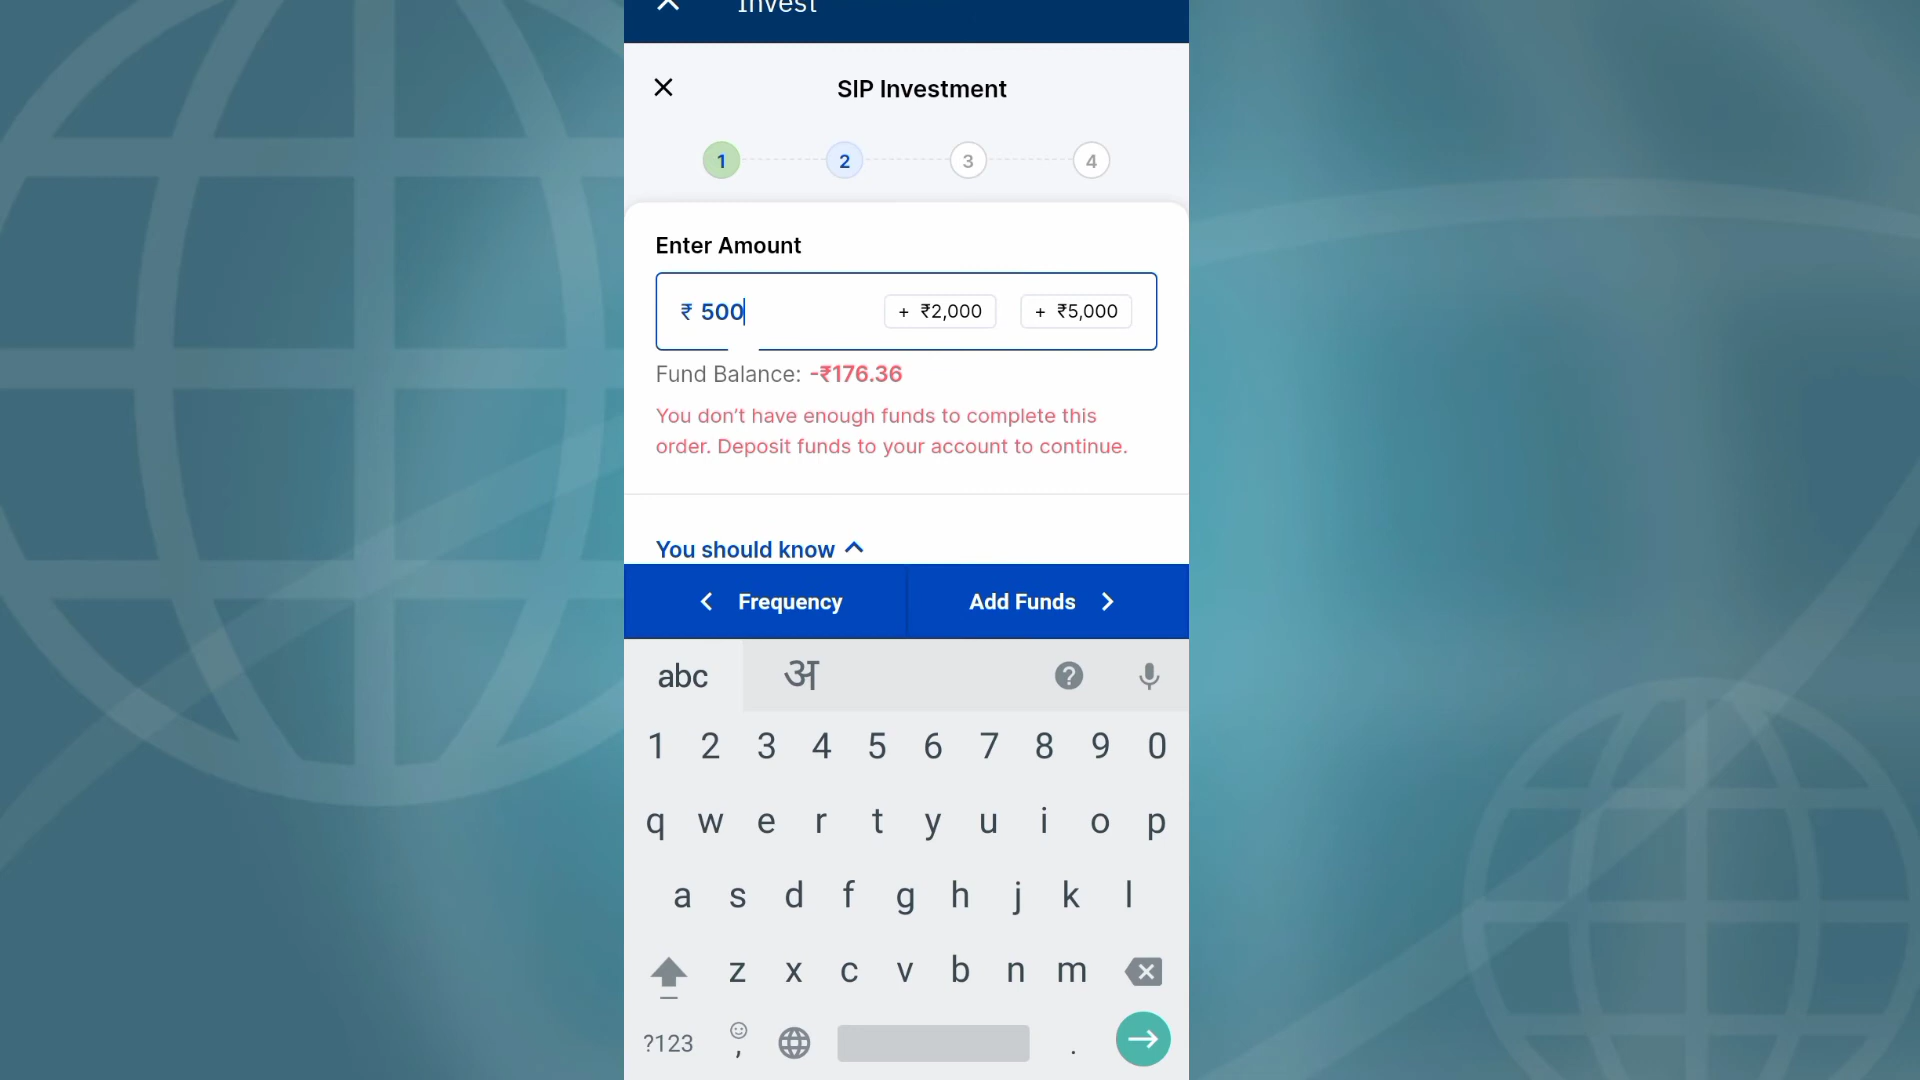 Invest
SIP Investment
1 2 3 4
Enter Amount
₹ 500 + ₹2,000 + ₹5,000
Fund Balance: -₹176.36
You don't have enough funds to complete this
order. Deposit funds to your account to continue.
You should know
Frequency Add Funds
abc अ ?
1 2 3 4 5 6 7 8 9 0
q w e r t y u i o p
a s d f g h j k l
z x c v b n m
?123 , .